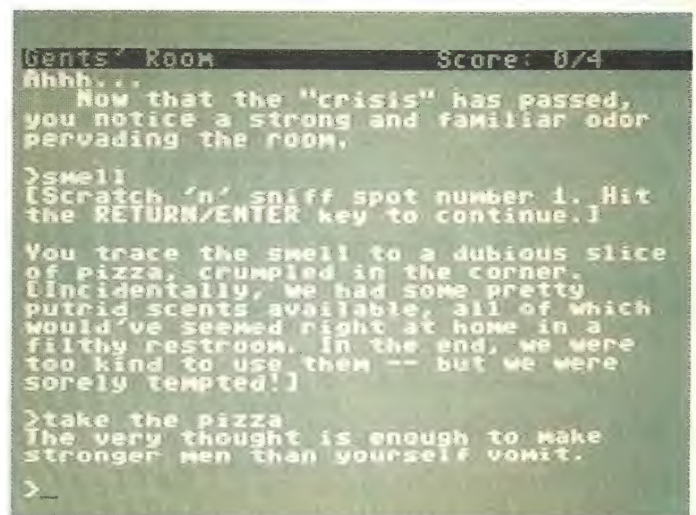 Gents' Room Score: 0/4
Ahhh...
Now that the "crisis" has passed,
you notice a strong and familiar odor
pervading the room.
>smell
[Scratch 'n' sniff spot number 1. Hit
the RETURN/ENTER key to continue.]
You trace the smell to a dubious slice
of pizza, crumpled in the corner.
[Incidentally, we had some pretty
putrid scents available, all of which
would've seemed right at home in a
filthy restroom. In the end, we were
too kind to use them -- but we were
sorely tempted!]
>take the pizza
The very thought is enough to make
stronger men than yourself vomit.
>_